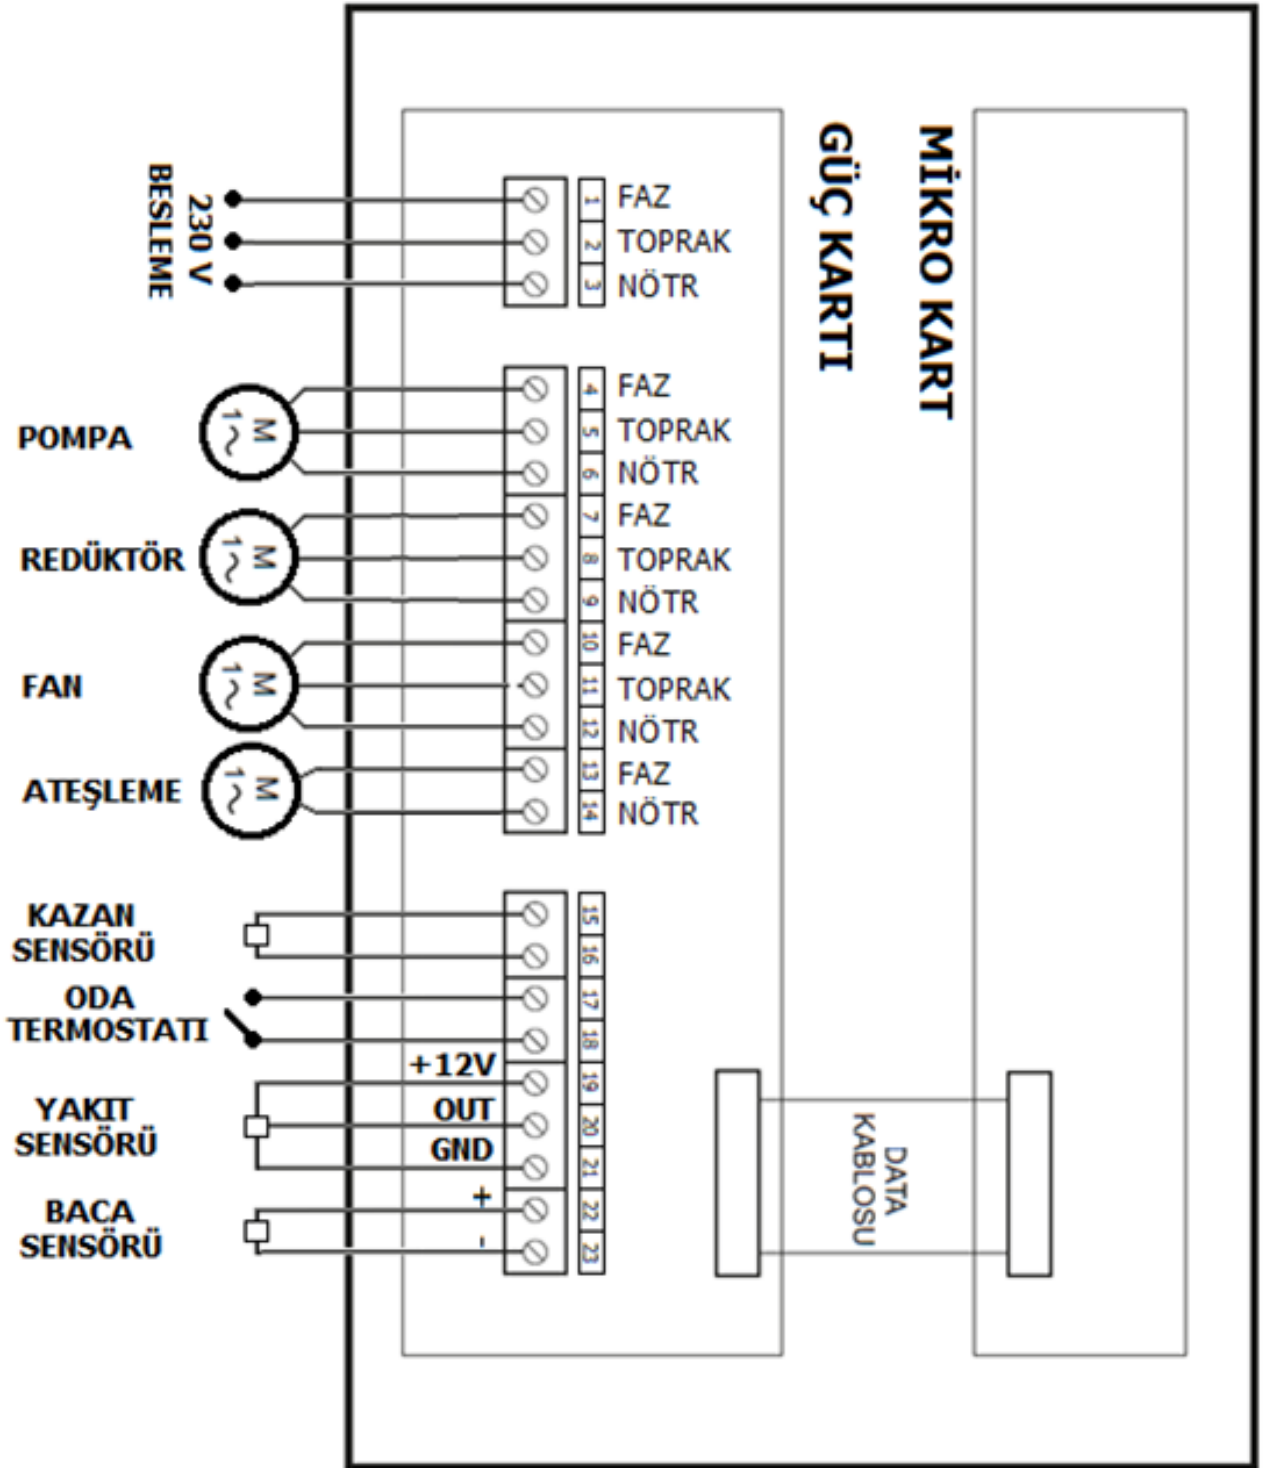 BESLEME
230 V
1 FAZ
2 TOPRAK
3 NÖTR
GÜÇ KARTI
MİKRO KART
POMPA
M
1~
4 FAZ
5 TOPRAK
6 NÖTR
REDÜKTÖR
M
1~
7 FAZ
8 TOPRAK
9 NÖTR
FAN
M
1~
10 FAZ
11 TOPRAK
12 NÖTR
ATEŞLEME
M
1~
13 FAZ
14 NÖTR
KAZAN
SENSÖRÜ
15
16
ODA
TERMOSTATI
17
18
YAKIT
SENSÖRÜ
+12V 19
OUT 20
GND 21
BACA
SENSÖRÜ
+ 22
- 23
DATA
KABLOSU